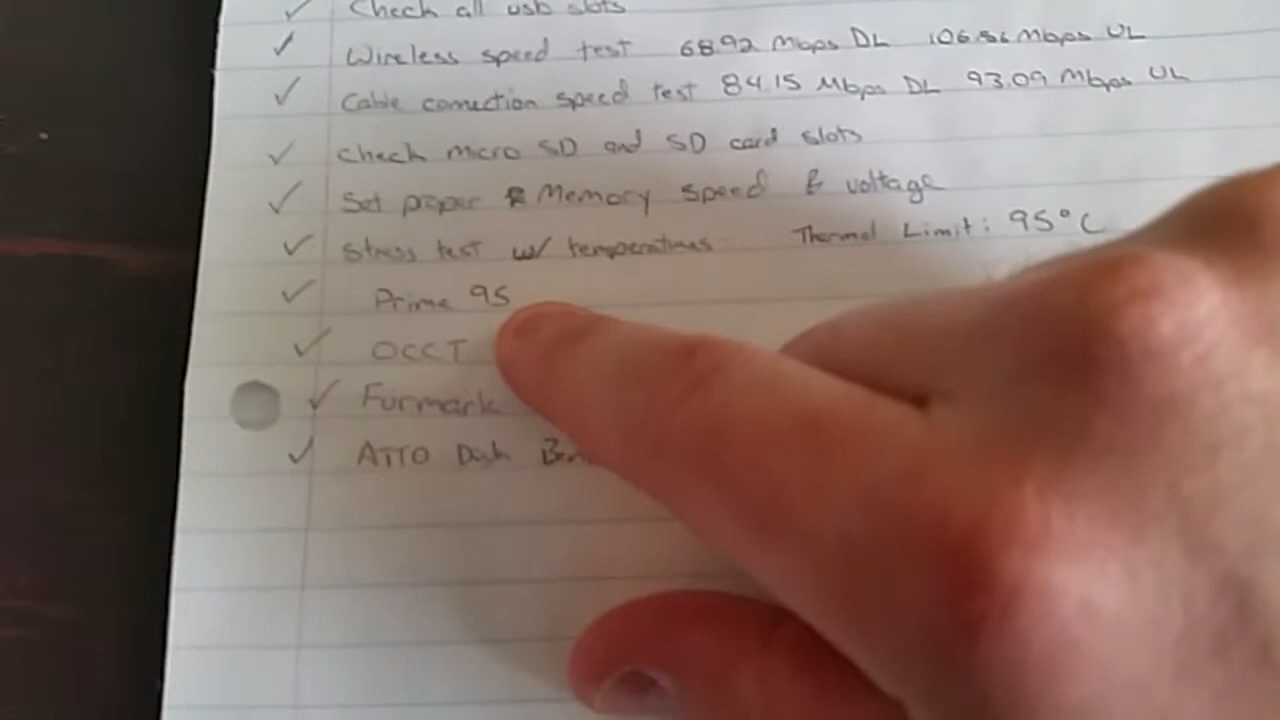 ✓ Check all usb slots
✓ Wireless speed test 68.92 Mbps DL 106.56 Mbps UL
✓ Cable connection speed test 84.15 Mbps DL 93.09 Mbps UL
✓ Check micro SD and SD card slots
✓ Set proper Memory speed & voltage
✓ Stress test w/ temperatures Thermal Limit: 95°C
✓ Prime 95
✓ OCCT
✓ Furmark
✓ ATTO Disk